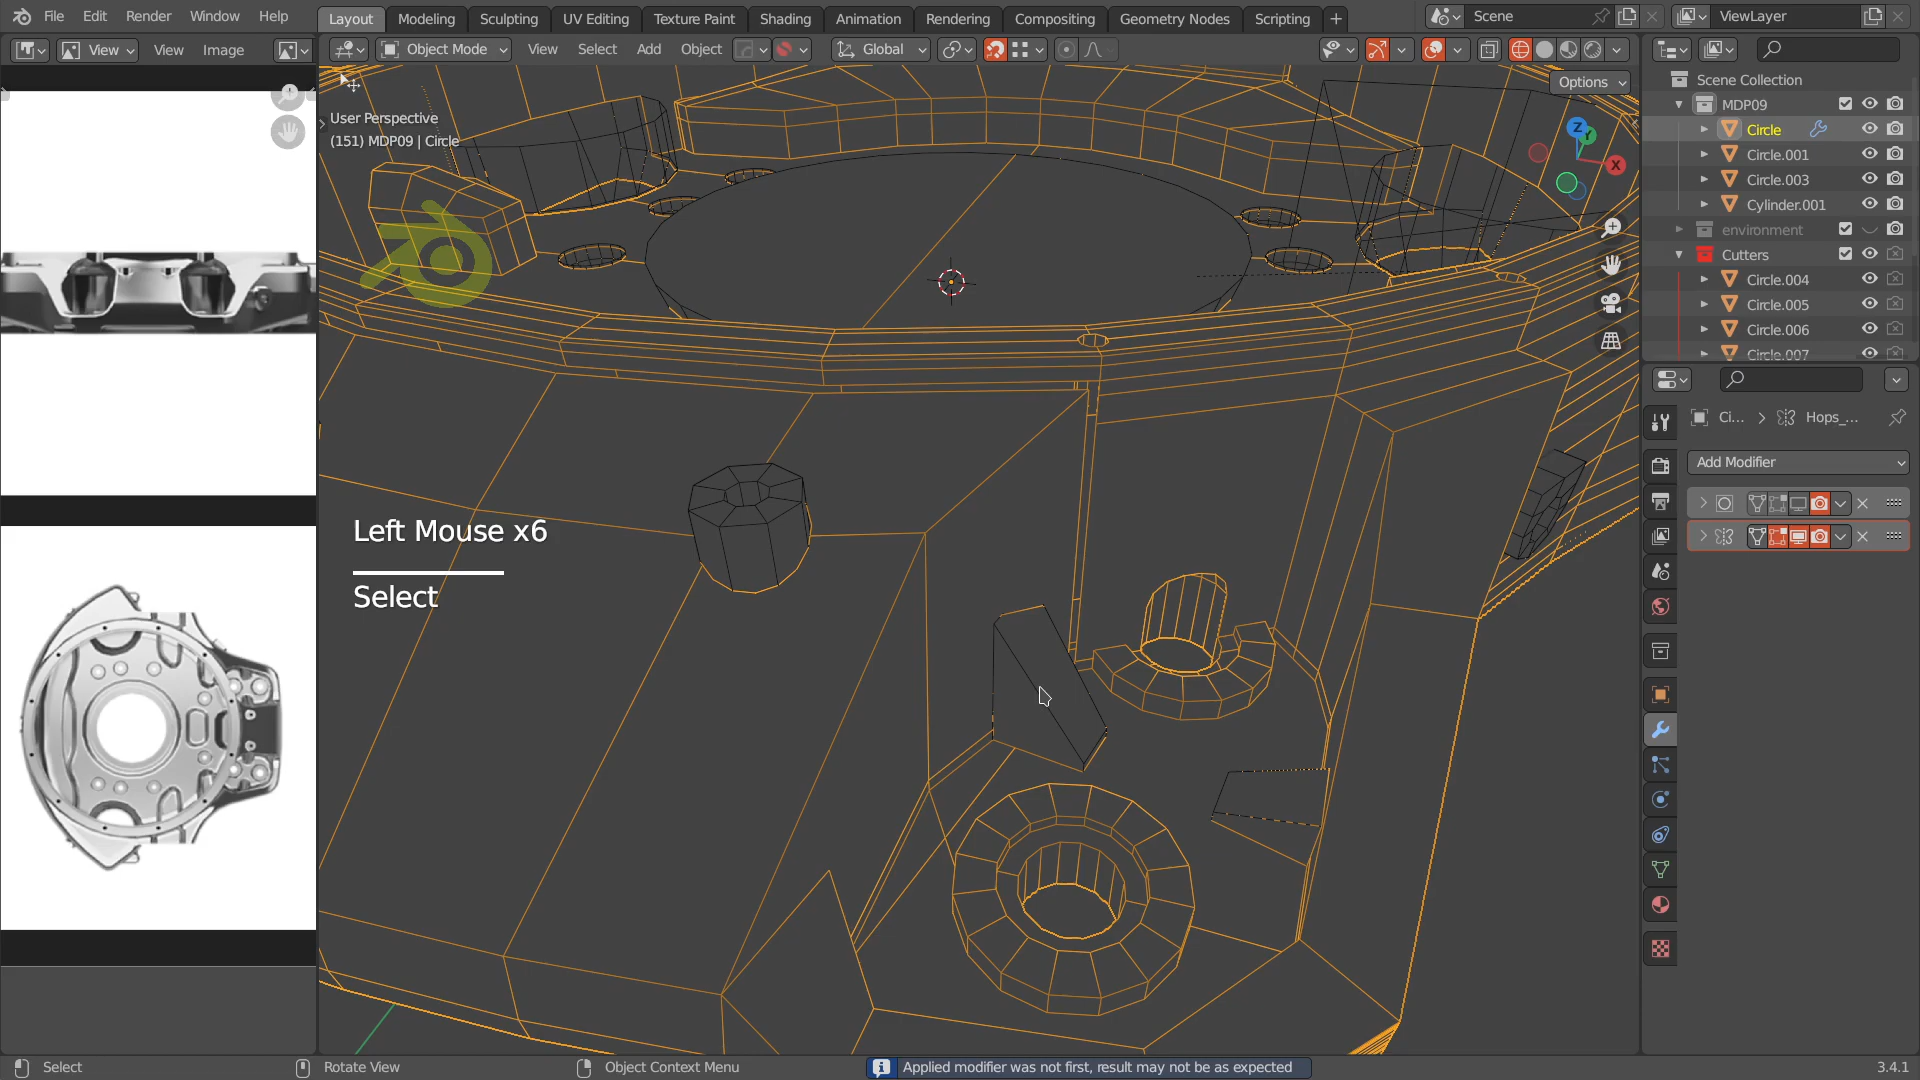 File Edit Render Window Help
Layout Modeling Sculpting UV Editing Texture Paint Shading Animation Rendering Compositing Geometry Nodes Scripting +
Scene
ViewLayer
View View Image
Object Mode View Select Add Object Global
Options
User Perspective
(151) MDP09 | Circle
Z
Y
X
Scene Collection
MDP09
Circle
Circle.001
Circle.003
Cylinder.001
environment
Cutters
Circle.004
Circle.005
Circle.006
Circle.007
Ci... Hops_...
Add Modifier
Left Mouse x6
Select
Select
Rotate View
Object Context Menu
Applied modifier was not first, result may not be as expected
3.4.1